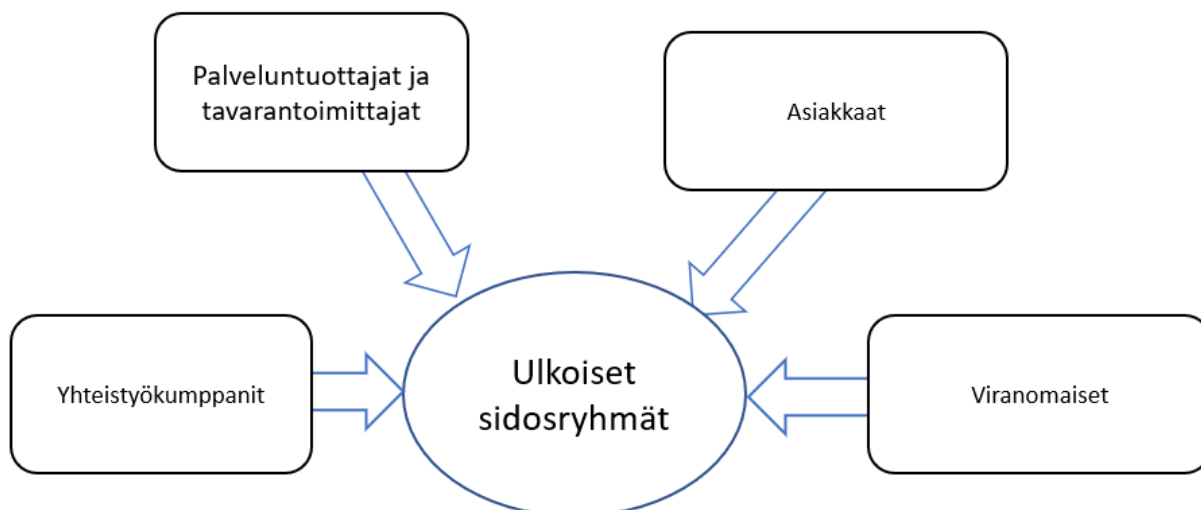 Palveluntuottajat ja
tavarantoimittajat
Asiakkaat
Yhteistyökumppanit
Ulkoiset
sidosryhmät
Viranomaiset